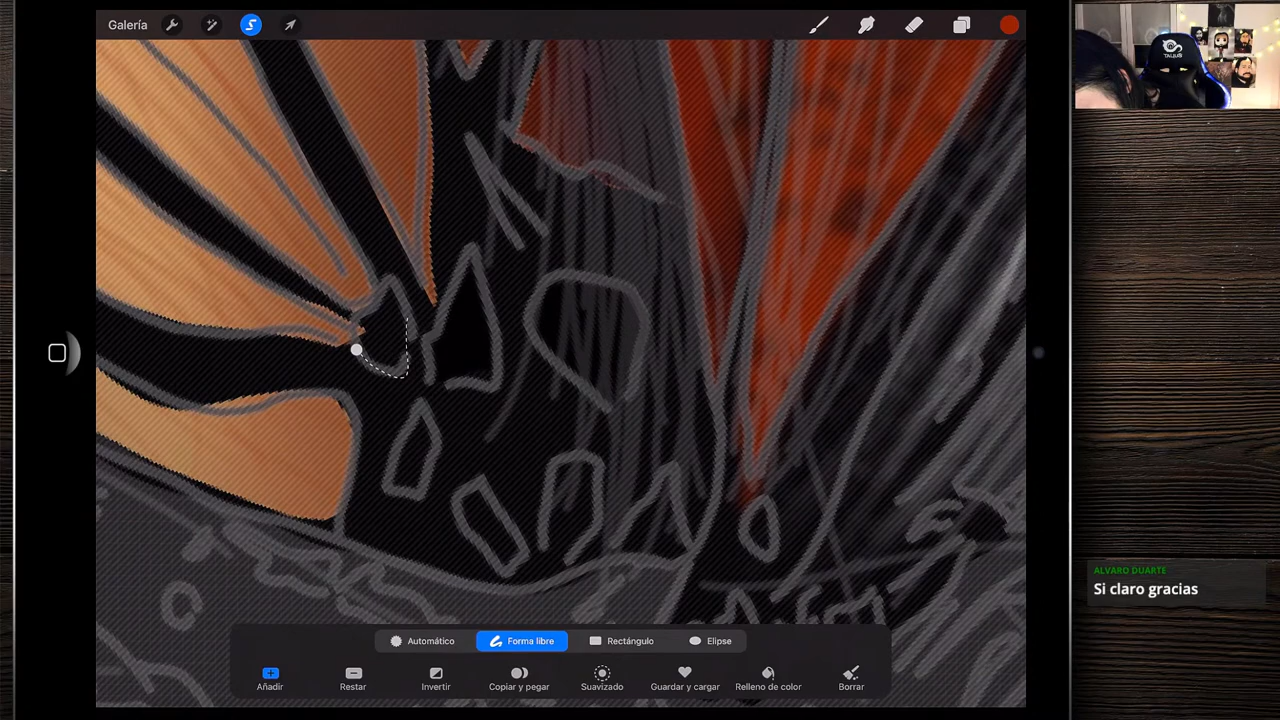 Galería
TALIUS
Automático
Forma libre
Rectángulo
Elipse
Añadir
Restar
Invertir
Copiar y pegar
Suavizado
Guardar y cargar
Relleno de color
Borrar
ALVARO DUARTE
Si claro gracias